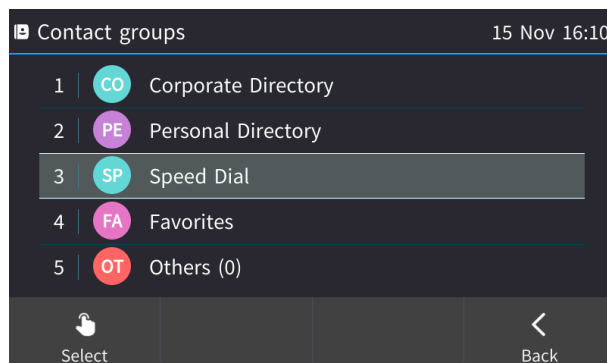 Contact groups 15 Nov 16:10
1 CO Corporate Directory
2 PE Personal Directory
3 SP Speed Dial
4 FA Favorites
5 OT Others (0)
Select Back